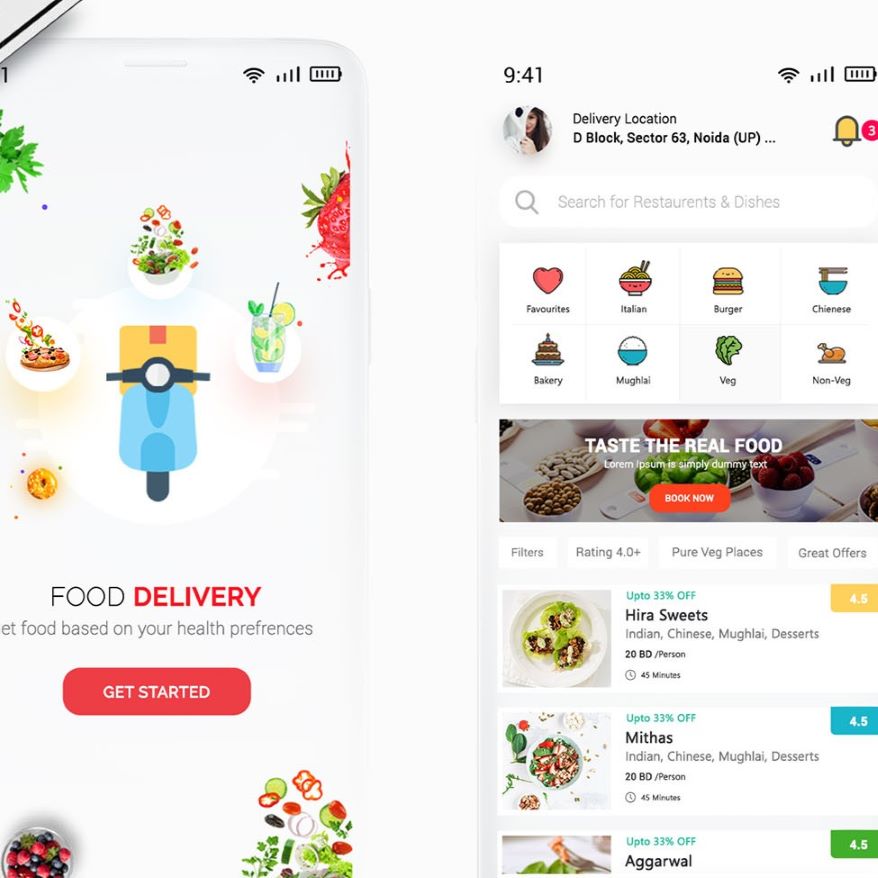 1
FOOD DELIVERY
et food based on your health prefrences
GET STARTED
9:41
Delivery Location
D Block, Sector 63, Noida (UP) ...
3
Search for Restaurents & Dishes
Favourites
Italian
Burger
Chienese
Bakery
Mughlai
Veg
Non-Veg
TASTE THE REAL FOOD
Lorem Ipsum is simply dummy text
BOOK NOW
Filters
Rating 4.0+
Pure Veg Places
Great Offers
Upto 33% OFF
4.5
Hira Sweets
Indian, Chinese, Mughlai, Desserts
20 BD /Person
45 Minutes
Upto 33% OFF
4.5
Mithas
Indian, Chinese, Mughlai, Desserts
20 BD /Person
45 Minutes
Upto 33% OFF
4.5
Aggarwal